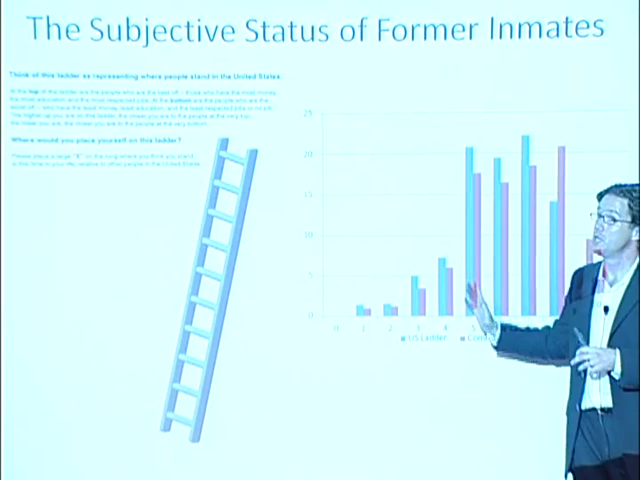 The Subjective Status of Former Inmates
Think of this ladder as representing where people stand in the United States.
At the top of the ladder are the people who are the best off – those who have the most money,
the most education and the most respected jobs. At the bottom are the people who are the
worst off – who have the least money, least education, and the least respected jobs or no job.
The higher up you are on this ladder, the closer you are to the people at the very top;
the lower you are, the closer you are to the people at the very bottom.
Where would you place yourself on this ladder?
Please place a large "X" on the rung where you think you stand
at this time in your life, relative to other people in the United States.
25
20
15
10
5
0
0 1 2 3 4 5
US Ladder